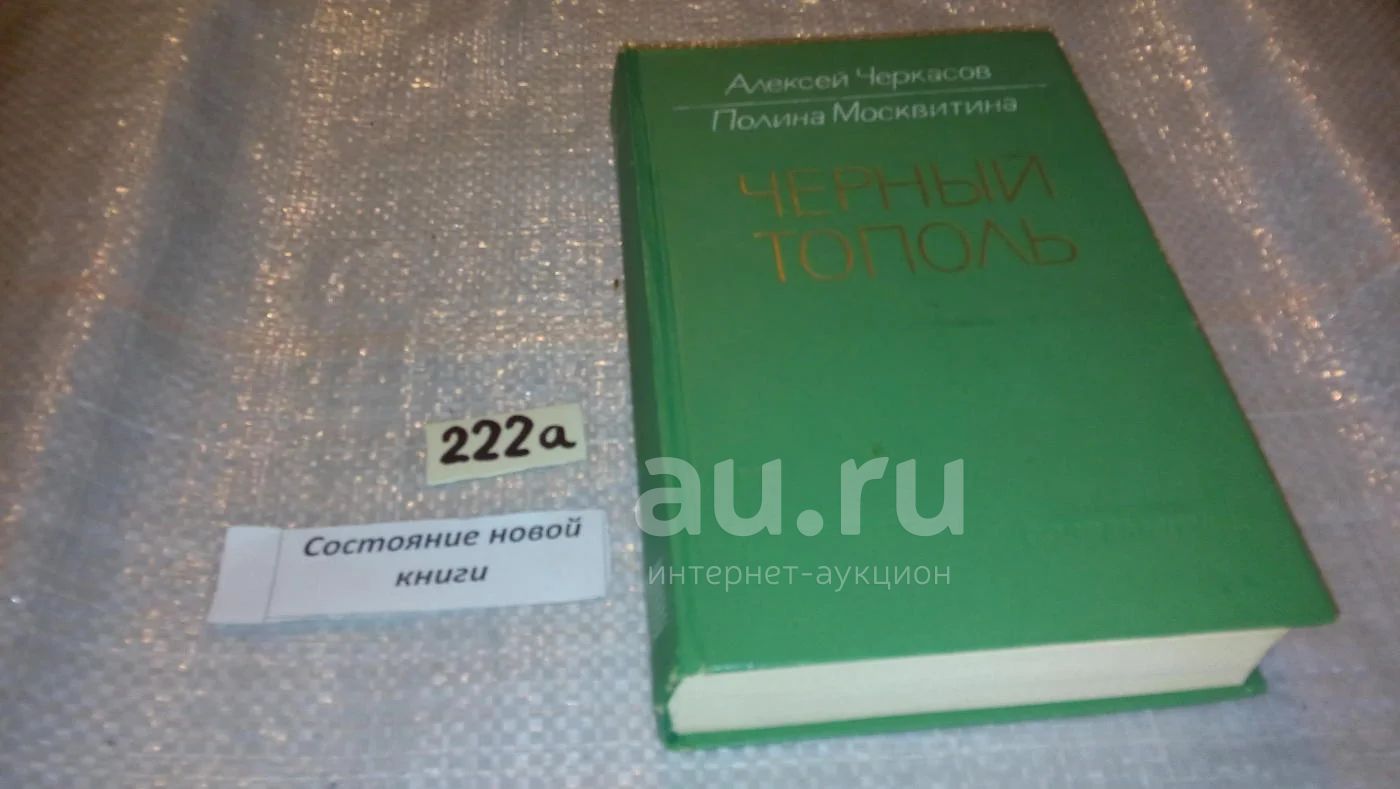 Алексей Черкасов
Полина Москвитина
ЧЕРНЫЙ
ТОПОЛЬ
222а
Состояние новой
книги
au.ru
интернет-аукцион